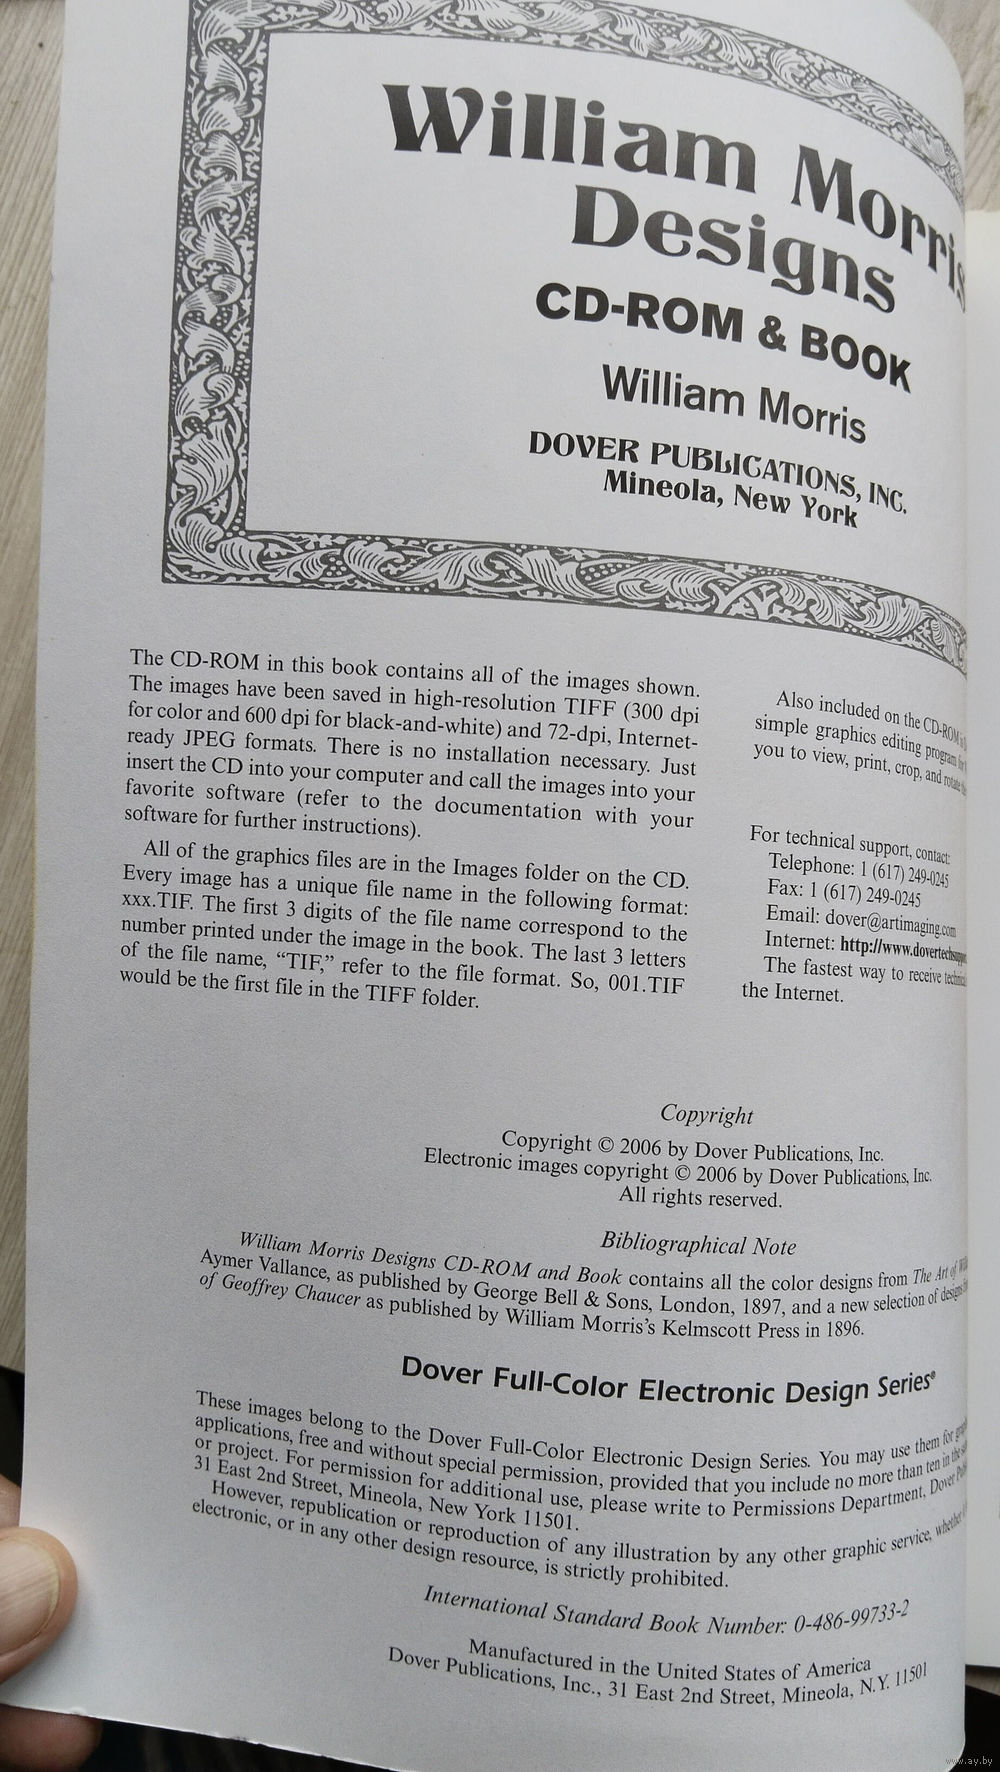 William Morris
Designs
CD-ROM & BOOK
William Morris
DOVER PUBLICATIONS, INC.
Mineola, New York
The CD-ROM in this book contains all of the images shown.
The images have been saved in high-resolution TIFF (300 dpi
for color and 600 dpi for black-and-white) and 72-dpi, Internet-
ready JPEG formats. There is no installation necessary. Just
insert the CD into your computer and call the images into your
favorite software (refer to the documentation with your
software for further instructions).
All of the graphics files are in the Images folder on the CD.
Every image has a unique file name in the following format:
xxx.TIF. The first 3 digits of the file name correspond to the
number printed under the image in the book. The last 3 letters
of the file name, “TIF,” refer to the file format. So, 001.TIF
would be the first file in the TIFF folder.
Also included on the CD-ROM is
simple graphics editing program for
you to view, print, crop, and rotate
For technical support, contact:
Telephone: 1 (617) 249-0245
Fax: 1 (617) 249-0245
Email: dover@artimaging.com
Internet: http://www.dovertechsupp
The fastest way to receive
the Internet.
Copyright
Copyright © 2006 by Dover Publications, Inc.
Electronic images copyright © 2006 by Dover Publications, Inc.
All rights reserved.
Bibliographical Note
William Morris Designs CD-ROM and Book contains all the color designs from The Art of
Aymer Vallance, as published by George Bell & Sons, London, 1897, and a new selection of designs
of Geoffrey Chaucer as published by William Morris’s Kelmscott Press in 1896.
Dover Full-Color Electronic Design Series®
These images belong to the Dover Full-Color Electronic Design Series. You may use them for
applications, free and without special permission, provided that you include no more than ten in the
or project. For permission for additional use, please write to Permissions Department, Dover
31 East 2nd Street, Mineola, New York 11501.
However, republication or reproduction of any illustration by any other graphic service, whether
electronic, or in any other design resource, is strictly prohibited.
International Standard Book Number: 0-486-99733-2
Manufactured in the United States of America
Dover Publications, Inc., 31 East 2nd Street, Mineola, N.Y. 11501
www.ay.by